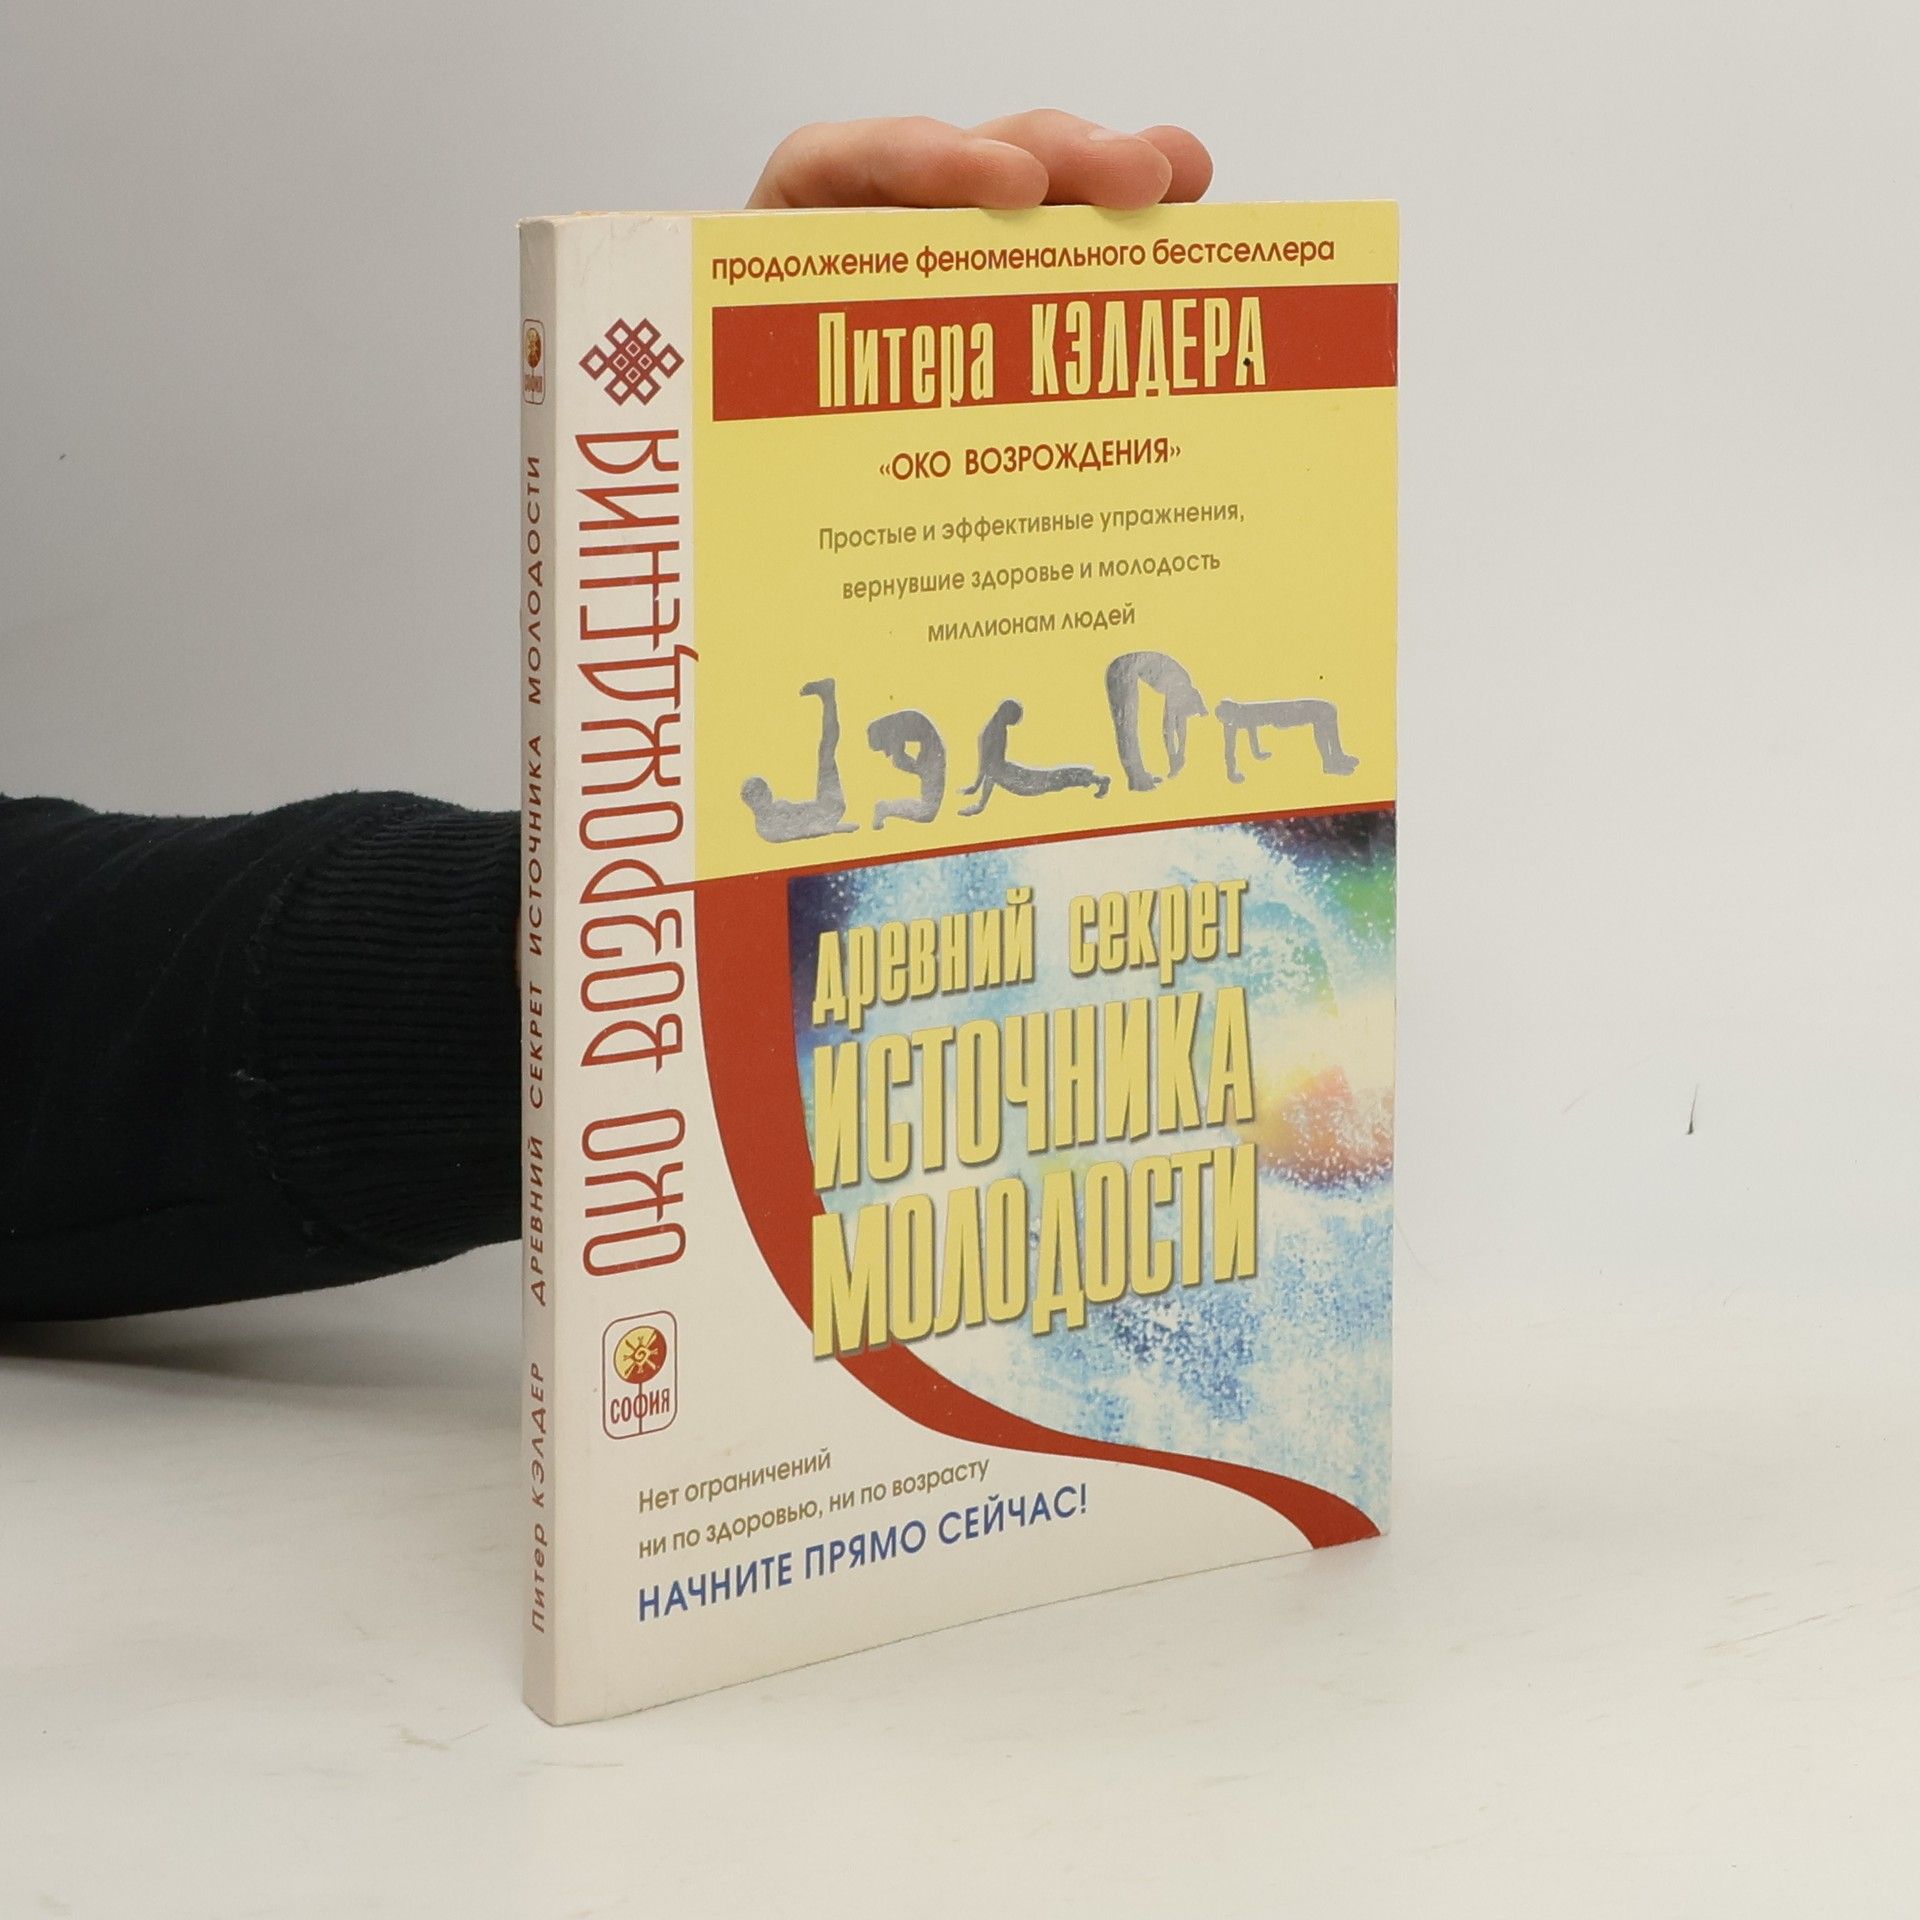 продолжение феноменального бестселлера
Питера КЭЛДЕРА
«ОКО ВОЗРОЖДЕНИЯ»
Простые и эффективные упражнения,
вернувшие здоровье и молодость
миллионам людей
древний секрет
ИСТОЧНИКА
МОЛОДОСТИ
ОКО ВОЗРОЖДЕНИЯ
СОФИЯ
Нет ограничений
ни по здоровью, ни по возрасту
НАЧНИТЕ ПРЯМО СЕЙЧАС!
Питер КЭЛДЕР ДРЕВНИЙ СЕКРЕТ ИСТОЧНИКА МОЛОДОСТИ
СОФИЯ